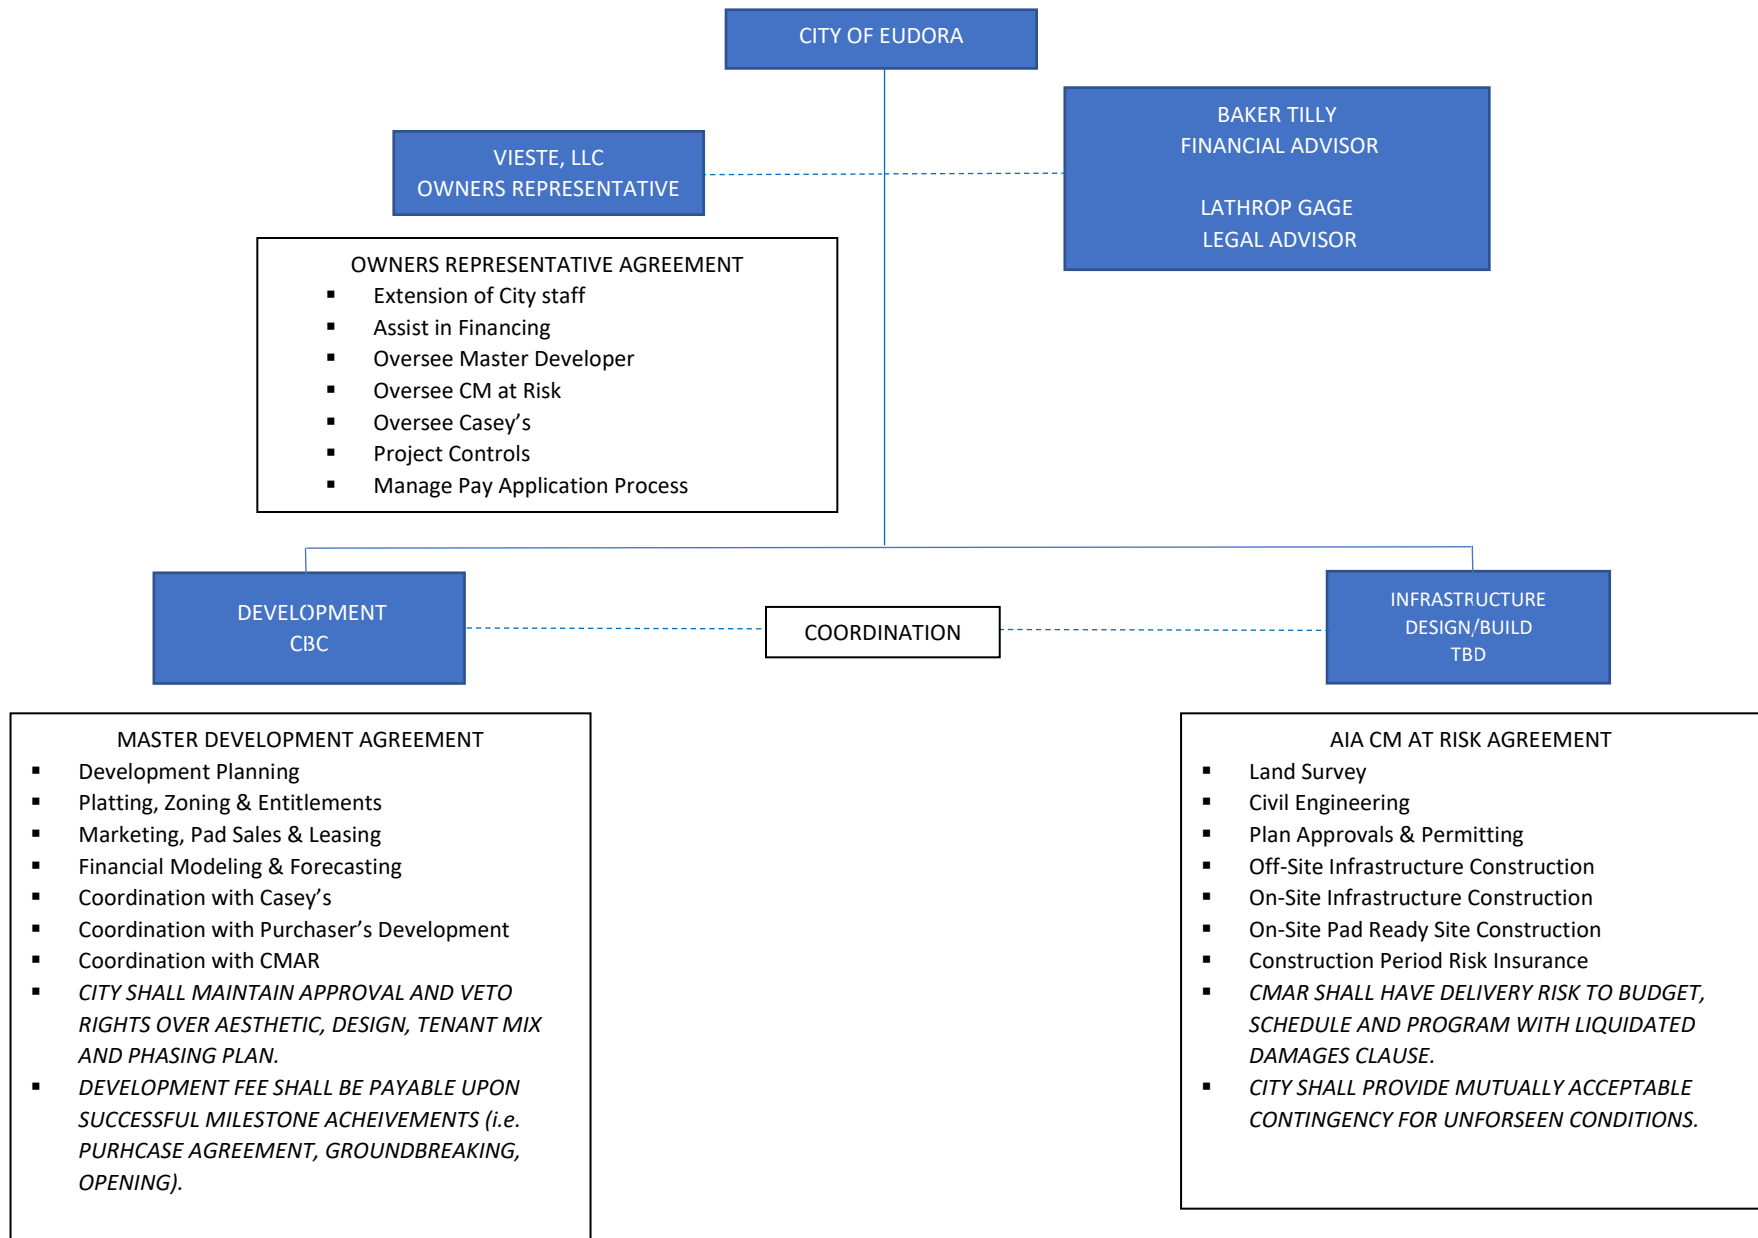 CITY OF EUDORA
BAKER TILLY
FINANCIAL ADVISOR
LATHROP GAGE
LEGAL ADVISOR
VIESTE, LLC
OWNERS REPRESENTATIVE
OWNERS REPRESENTATIVE AGREEMENT
▪ Extension of City staff
▪ Assist in Financing
▪ Oversee Master Developer
▪ Oversee CM at Risk
▪ Oversee Casey’s
▪ Project Controls
▪ Manage Pay Application Process
DEVELOPMENT
CBC
COORDINATION
INFRASTRUCTURE
DESIGN/BUILD
TBD
MASTER DEVELOPMENT AGREEMENT
▪ Development Planning
▪ Platting, Zoning & Entitlements
▪ Marketing, Pad Sales & Leasing
▪ Financial Modeling & Forecasting
▪ Coordination with Casey’s
▪ Coordination with Purchaser’s Development
▪ Coordination with CMAR
▪ CITY SHALL MAINTAIN APPROVAL AND VETO
RIGHTS OVER AESTHETIC, DESIGN, TENANT MIX
AND PHASING PLAN.
▪ DEVELOPMENT FEE SHALL BE PAYABLE UPON
SUCCESSFUL MILESTONE ACHEIVEMENTS (i.e.
PURHCASE AGREEMENT, GROUNDBREAKING,
OPENING).
AIA CM AT RISK AGREEMENT
▪ Land Survey
▪ Civil Engineering
▪ Plan Approvals & Permitting
▪ Off-Site Infrastructure Construction
▪ On-Site Infrastructure Construction
▪ On-Site Pad Ready Site Construction
▪ Construction Period Risk Insurance
▪ CMAR SHALL HAVE DELIVERY RISK TO BUDGET,
SCHEDULE AND PROGRAM WITH LIQUIDATED
DAMAGES CLAUSE.
▪ CITY SHALL PROVIDE MUTUALLY ACCEPTABLE
CONTINGENCY FOR UNFORSEEN CONDITIONS.